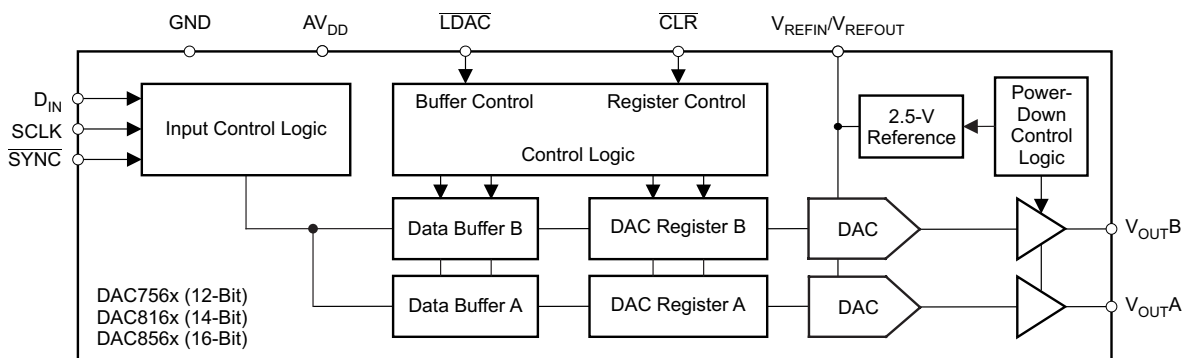 GND
AVDD
LDAC
CLR
VREFIN/VREFOUT
DIN
SCLK
SYNC
Input Control Logic
Buffer Control
Register Control
Control Logic
2.5-V
Reference
Power-
Down
Control
Logic
Data Buffer B
DAC Register B
DAC
VOUTB
Data Buffer A
DAC Register A
DAC
VOUTA
DAC756x (12-Bit)
DAC816x (14-Bit)
DAC856x (16-Bit)